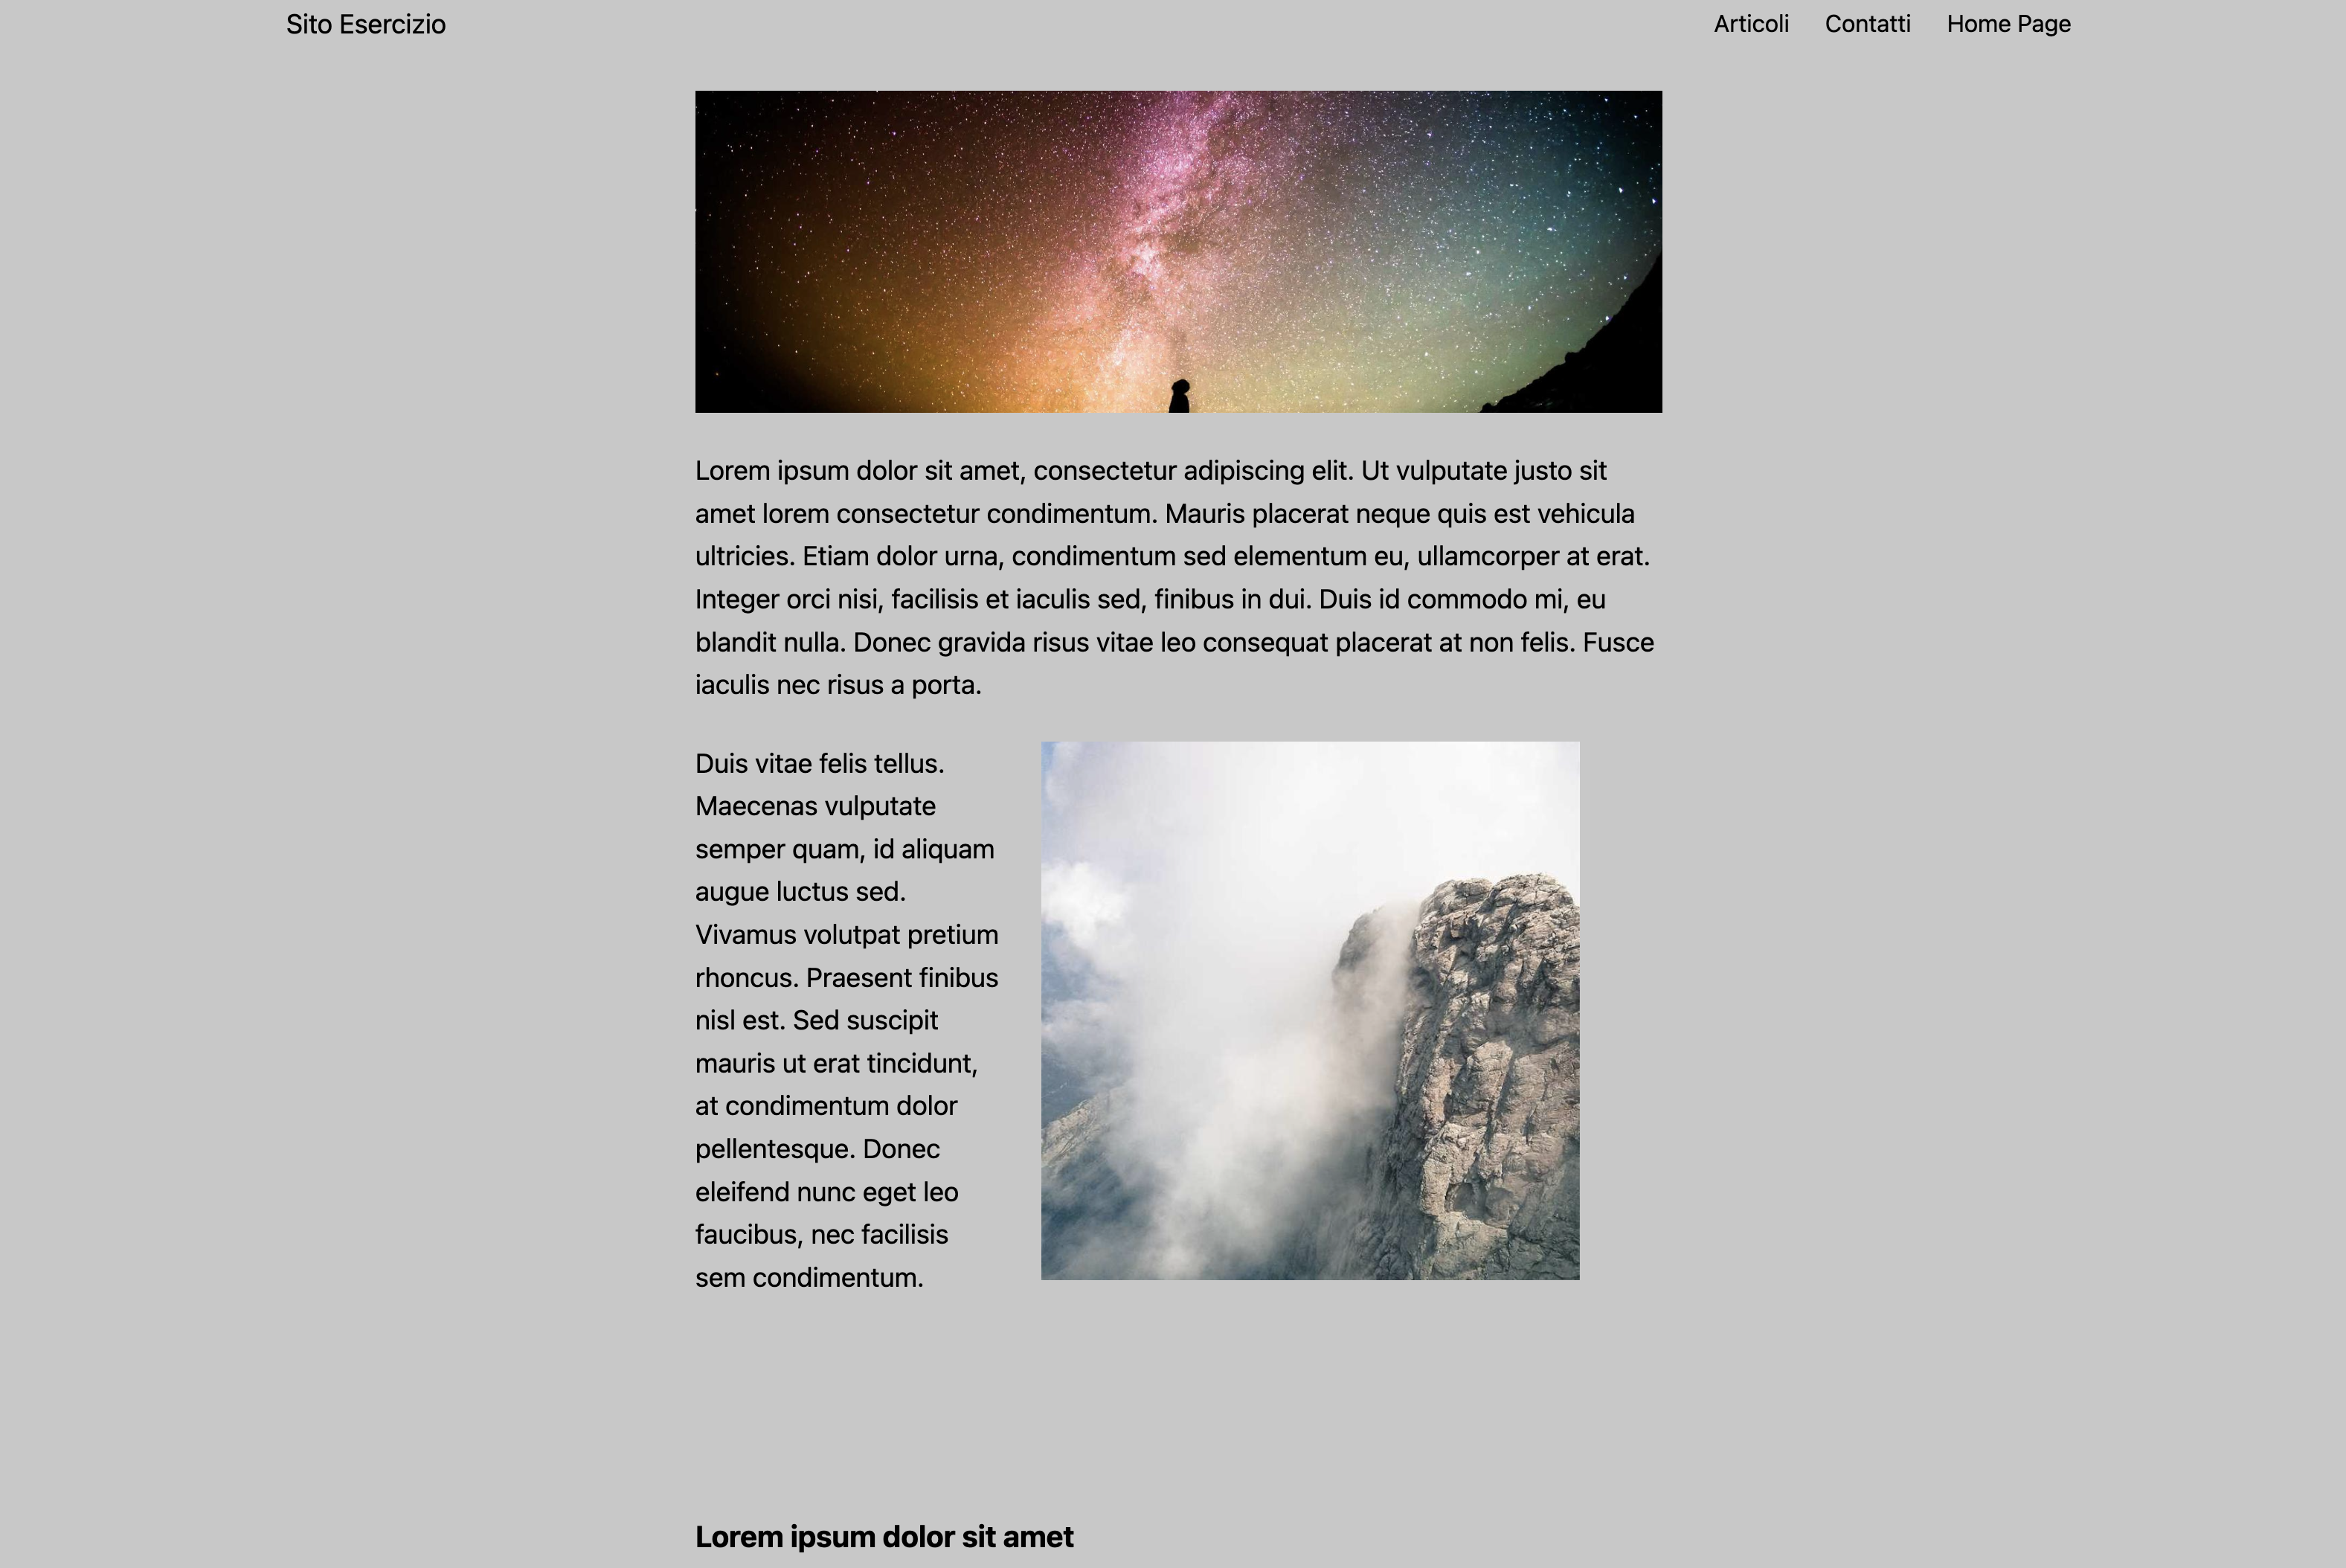 Sito Esercizio
Articoli Contatti Home Page
Lorem ipsum dolor sit amet, consectetur adipiscing elit. Ut vulputate justo sit
amet lorem consectetur condimentum. Mauris placerat neque quis est vehicula
ultricies. Etiam dolor urna, condimentum sed elementum eu, ullamcorper at erat.
Integer orci nisi, facilisis et iaculis sed, finibus in dui. Duis id commodo mi, eu
blandit nulla. Donec gravida risus vitae leo consequat placerat at non felis. Fusce
iaculis nec risus a porta.
Duis vitae felis tellus.
Maecenas vulputate
semper quam, id aliquam
augue luctus sed.
Vivamus volutpat pretium
rhoncus. Praesent finibus
nisl est. Sed suscipit
mauris ut erat tincidunt,
at condimentum dolor
pellentesque. Donec
eleifend nunc eget leo
faucibus, nec facilisis
sem condimentum.
Lorem ipsum dolor sit amet